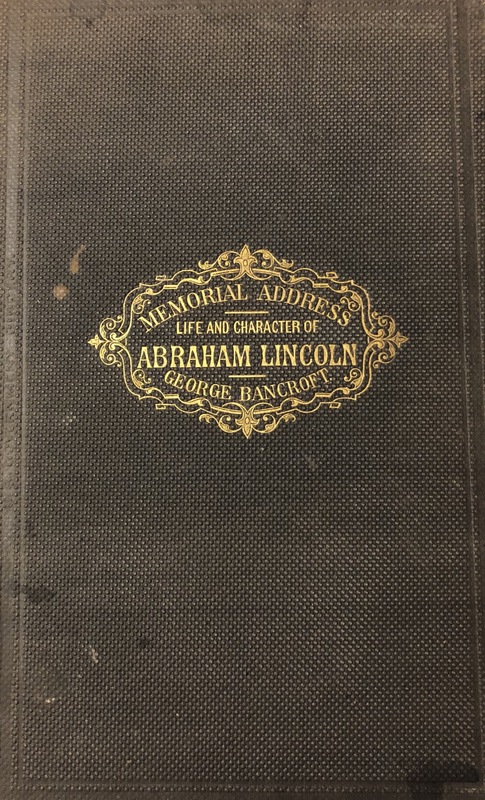 MEMORIAL ADDRESS
LIFE AND CHARACTER OF
ABRAHAM LINCOLN
GEORGE BANCROFT.